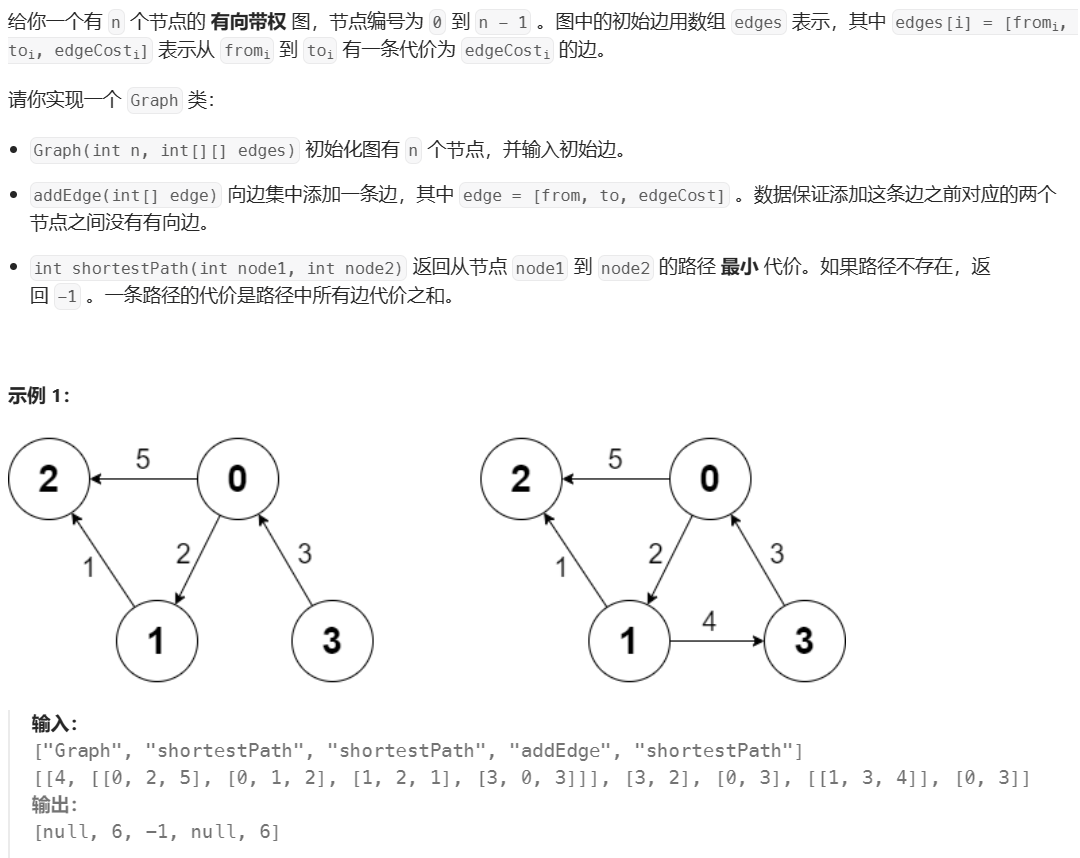 给你一个有 n 个节点的 有向带权 图，节点编号为 0 到 n - 1 。图中的初始边用数组 edges 表示，其中 edges[i] = [fromi,
toi, edgeCosti] 表示从 fromi 到 toi 有一条代价为 edgeCosti 的边。
请你实现一个 Graph 类：
• Graph(int n, int[][] edges) 初始化图有 n 个节点，并输入初始边。
• addEdge(int[] edge) 向边集中添加一条边，其中 edge = [from, to, edgeCost] 。数据保证添加这条边之前对应的两个
节点之间没有有向边。
• int shortestPath(int node1, int node2) 返回从节点 node1 到 node2 的路径 最小 代价。如果路径不存在，返
回 -1 。一条路径的代价是路径中所有边代价之和。
示例 1：
2 5 0 2 5 0
1 2 3 1 2 3
4
1 3 1 3
输入：
["Graph", "shortestPath", "shortestPath", "addEdge", "shortestPath"]
[[4, [[0, 2, 5], [0, 1, 2], [1, 2, 1], [3, 0, 3]]], [3, 2], [0, 3], [[1, 3, 4]], [0, 3]]
输出：
[null, 6, -1, null, 6]